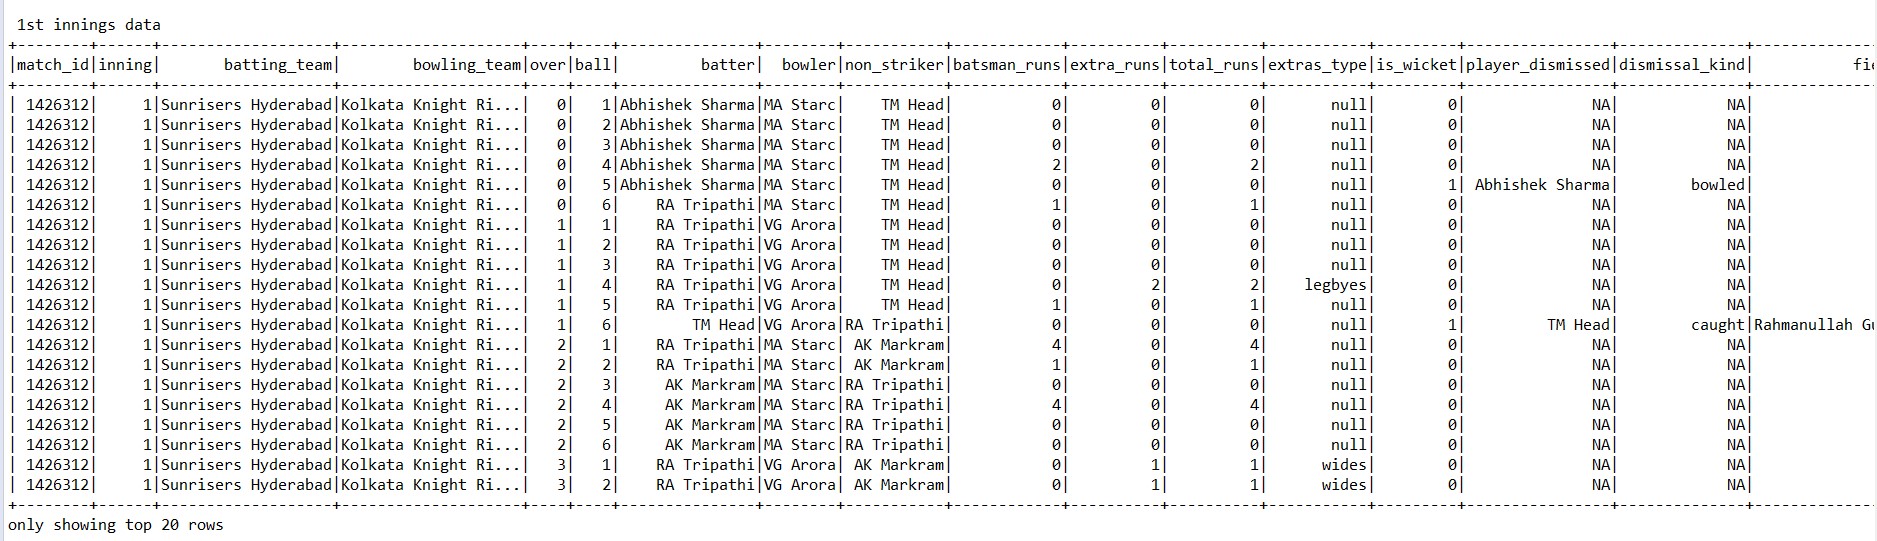 1st innings data
+--------+------+-------------------+--------------------+----+----+---------------+--------+-----------+------------+----------+----------+-----------+---------+----------------+--------------+-------------
|match_id|inning|       batting_team|        bowling_team|over|ball|         batter|  bowler|non_striker|batsman_runs|extra_runs|total_runs|extras_type|is_wicket|player_dismissed|dismissal_kind|
+--------+------+-------------------+--------------------+----+----+---------------+--------+-----------+------------+----------+----------+-----------+---------+----------------+--------------+-------------
| 1426312|     1|Sunrisers Hyderabad|Kolkata Knight Ri...|   0|   1|Abhishek Sharma|MA Starc|    TM Head|           0|         0|         0|       null|        0|              NA|            NA|
| 1426312|     1|Sunrisers Hyderabad|Kolkata Knight Ri...|   0|   2|Abhishek Sharma|MA Starc|    TM Head|           0|         0|         0|       null|        0|              NA|            NA|
| 1426312|     1|Sunrisers Hyderabad|Kolkata Knight Ri...|   0|   3|Abhishek Sharma|MA Starc|    TM Head|           0|         0|         0|       null|        0|              NA|            NA|
| 1426312|     1|Sunrisers Hyderabad|Kolkata Knight Ri...|   0|   4|Abhishek Sharma|MA Starc|    TM Head|           2|         0|         2|       null|        0|              NA|            NA|
| 1426312|     1|Sunrisers Hyderabad|Kolkata Knight Ri...|   0|   5|Abhishek Sharma|MA Starc|    TM Head|           0|         0|         0|       null|        1| Abhishek Sharma|        bowled|
| 1426312|     1|Sunrisers Hyderabad|Kolkata Knight Ri...|   0|   6|    RA Tripathi|MA Starc|    TM Head|           1|         0|         1|       null|        0|              NA|            NA|
| 1426312|     1|Sunrisers Hyderabad|Kolkata Knight Ri...|   1|   1|    RA Tripathi|VG Arora|    TM Head|           0|         0|         0|       null|        0|              NA|            NA|
| 1426312|     1|Sunrisers Hyderabad|Kolkata Knight Ri...|   1|   2|    RA Tripathi|VG Arora|    TM Head|           0|         0|         0|       null|        0|              NA|            NA|
| 1426312|     1|Sunrisers Hyderabad|Kolkata Knight Ri...|   1|   3|    RA Tripathi|VG Arora|    TM Head|           0|         0|         0|       null|        0|              NA|            NA|
| 1426312|     1|Sunrisers Hyderabad|Kolkata Knight Ri...|   1|   4|    RA Tripathi|VG Arora|    TM Head|           0|         2|         2|    legbyes|        0|              NA|            NA|
| 1426312|     1|Sunrisers Hyderabad|Kolkata Knight Ri...|   1|   5|    RA Tripathi|VG Arora|    TM Head|           1|         0|         1|       null|        0|              NA|            NA|
| 1426312|     1|Sunrisers Hyderabad|Kolkata Knight Ri...|   1|   6|        TM Head|VG Arora|RA Tripathi|           0|         0|         0|       null|        1|         TM Head|        caught|Rahmanullah
| 1426312|     1|Sunrisers Hyderabad|Kolkata Knight Ri...|   2|   1|    RA Tripathi|MA Starc| AK Markram|           4|         0|         4|       null|        0|              NA|            NA|
| 1426312|     1|Sunrisers Hyderabad|Kolkata Knight Ri...|   2|   2|    RA Tripathi|MA Starc| AK Markram|           1|         0|         1|       null|        0|              NA|            NA|
| 1426312|     1|Sunrisers Hyderabad|Kolkata Knight Ri...|   2|   3|     AK Markram|MA Starc|RA Tripathi|           0|         0|         0|       null|        0|              NA|            NA|
| 1426312|     1|Sunrisers Hyderabad|Kolkata Knight Ri...|   2|   4|     AK Markram|MA Starc|RA Tripathi|           4|         0|         4|       null|        0|              NA|            NA|
| 1426312|     1|Sunrisers Hyderabad|Kolkata Knight Ri...|   2|   5|     AK Markram|MA Starc|RA Tripathi|           0|         0|         0|       null|        0|              NA|            NA|
| 1426312|     1|Sunrisers Hyderabad|Kolkata Knight Ri...|   2|   6|     AK Markram|MA Starc|RA Tripathi|           0|         0|         0|       null|        0|              NA|            NA|
| 1426312|     1|Sunrisers Hyderabad|Kolkata Knight Ri...|   3|   1|    RA Tripathi|VG Arora| AK Markram|           0|         1|         1|      wides|        0|              NA|            NA|
| 1426312|     1|Sunrisers Hyderabad|Kolkata Knight Ri...|   3|   2|    RA Tripathi|VG Arora| AK Markram|           0|         1|         1|      wides|        0|              NA|            NA|
+--------+------+-------------------+--------------------+----+----+---------------+--------+-----------+------------+----------+----------+-----------+---------+----------------+--------------+-------------
only showing top 20 rows